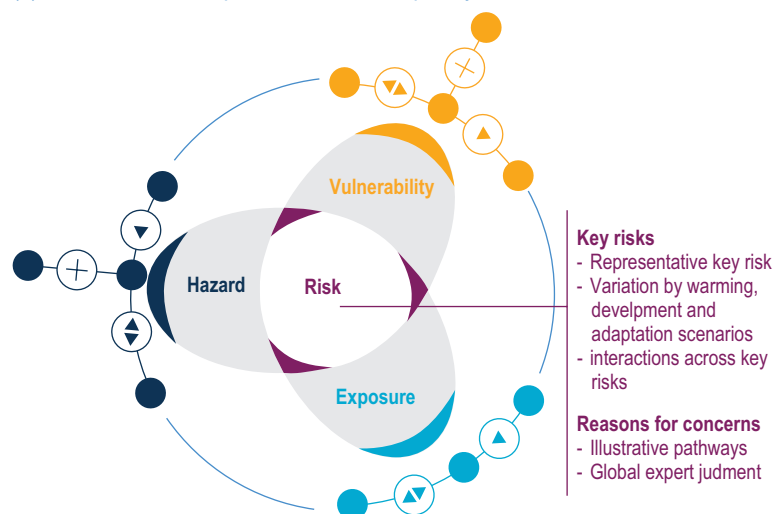 Vulnerability
Hazard
Risk
Exposure
Key risks
- Representative key risk
- Variation by warming,
develpment and
adaptation scenarios
- interactions across key
risks
Reasons for concerns
- Illustrative pathways
- Global expert judgment